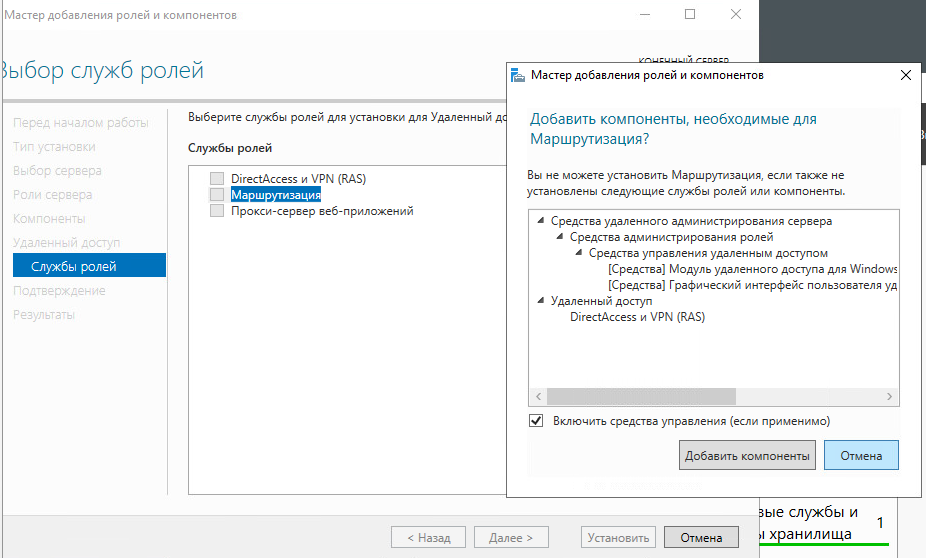 Мастер добавления ролей и компонентов
Выбор служб ролей
КОНЕЧНЫЙ СЕРВЕР
Перед началом работы
Тип установки
Выбор сервера
Роли сервера
Компоненты
Удаленный доступ
Службы ролей
Подтверждение
Результаты
Выберите службы ролей для установки для Удаленный
Службы ролей
DirectAccess и VPN (RAS)
Маршрутизация
Прокси-сервер веб-приложений
< Назад
Далее >
Установить
Отмена
Мастер добавления ролей и компонентов
Добавить компоненты, необходимые для
Маршрутизация?
Вы не можете установить Маршрутизация, если также не
установлены следующие службы ролей или компоненты.
Средства удаленного администрирования сервера
Средства администрирования ролей
Средства управления удаленным доступом
[Средства] Модуль удаленного доступа для Windows
[Средства] Графический интерфейс пользователя уд
Удаленный доступ
DirectAccess и VPN (RAS)
Включить средства управления (если применимо)
Добавить компоненты
Отмена
вые службы и
хранилища
1